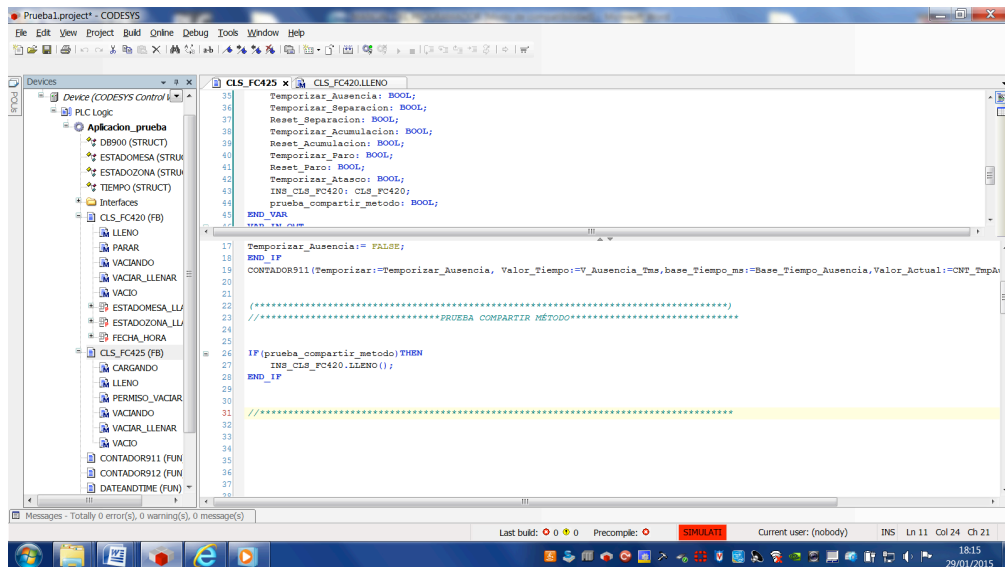 Prueba1.project* - CODESYS
File Edit View Project Build Online Debug Tools Window Help
Devices
CLS_FC425 x CLS_FC420.LLENO
POUs
Device (CODESYS Control
PLC Logic
Aplicacion_prueba
DB900 (STRUCT)
ESTADOMESA (STRU
ESTADOZONA (STRU
TIEMPO (STRUCT)
Interfaces
CLS_FC420 (FB)
LLENO
PARAR
VACIANDO
VACIAR_LLENAR
VACIO
ESTADOMESA_LLA
ESTADOZONA_LLA
FECHA_HORA
CLS_FC425 (FB)
CARGANDO
LLENO
PERMISO_VACIAR
VACIANDO
VACIAR_LLENAR
VACIO
CONTADOR911 (FUN
CONTADOR912 (FUN
DATEANDTIME (FUN)
35 Temporizar_Ausencia: BOOL;
36 Temporizar_Separacion: BOOL;
37 Reset_Separacion: BOOL;
38 Temporizar_Acumulacion: BOOL;
39 Reset_Acumulacion: BOOL;
40 Temporizar_Paro: BOOL;
41 Reset_Paro: BOOL;
42 Temporizar_Atasco: BOOL;
43 INS_CLS_FC420: CLS_FC420;
44 prueba_compartir_metodo: BOOL;
45 END_VAR
46 VAR_IN_OUT
17 Temporizar_Ausencia:= FALSE;
18 END_IF
19 CONTADOR911(Temporizar:=Temporizar_Ausencia, Valor_Tiempo:=V_Ausencia_Tms,base_Tiempo_ms:=Base_Tiempo_Ausencia,Valor_Actual:=CNT_TmpAu
20
21
22 (************************************************************************************)
23 //********************************PRUEBA COMPARTIR MÉTODO******************************
24
25
26 IF(prueba_compartir_metodo)THEN
27 INS_CLS_FC420.LLENO();
28 END_IF
29
30
31 //************************************************************************************
32
33
34
35
36
37
38
Messages - Totally 0 error(s), 0 warning(s), 0 message(s)
Last build: 0 0 Precompile: SIMULATI Current user: (nobody) INS Ln 11 Col 24 Ch 21
18:15
29/01/2015